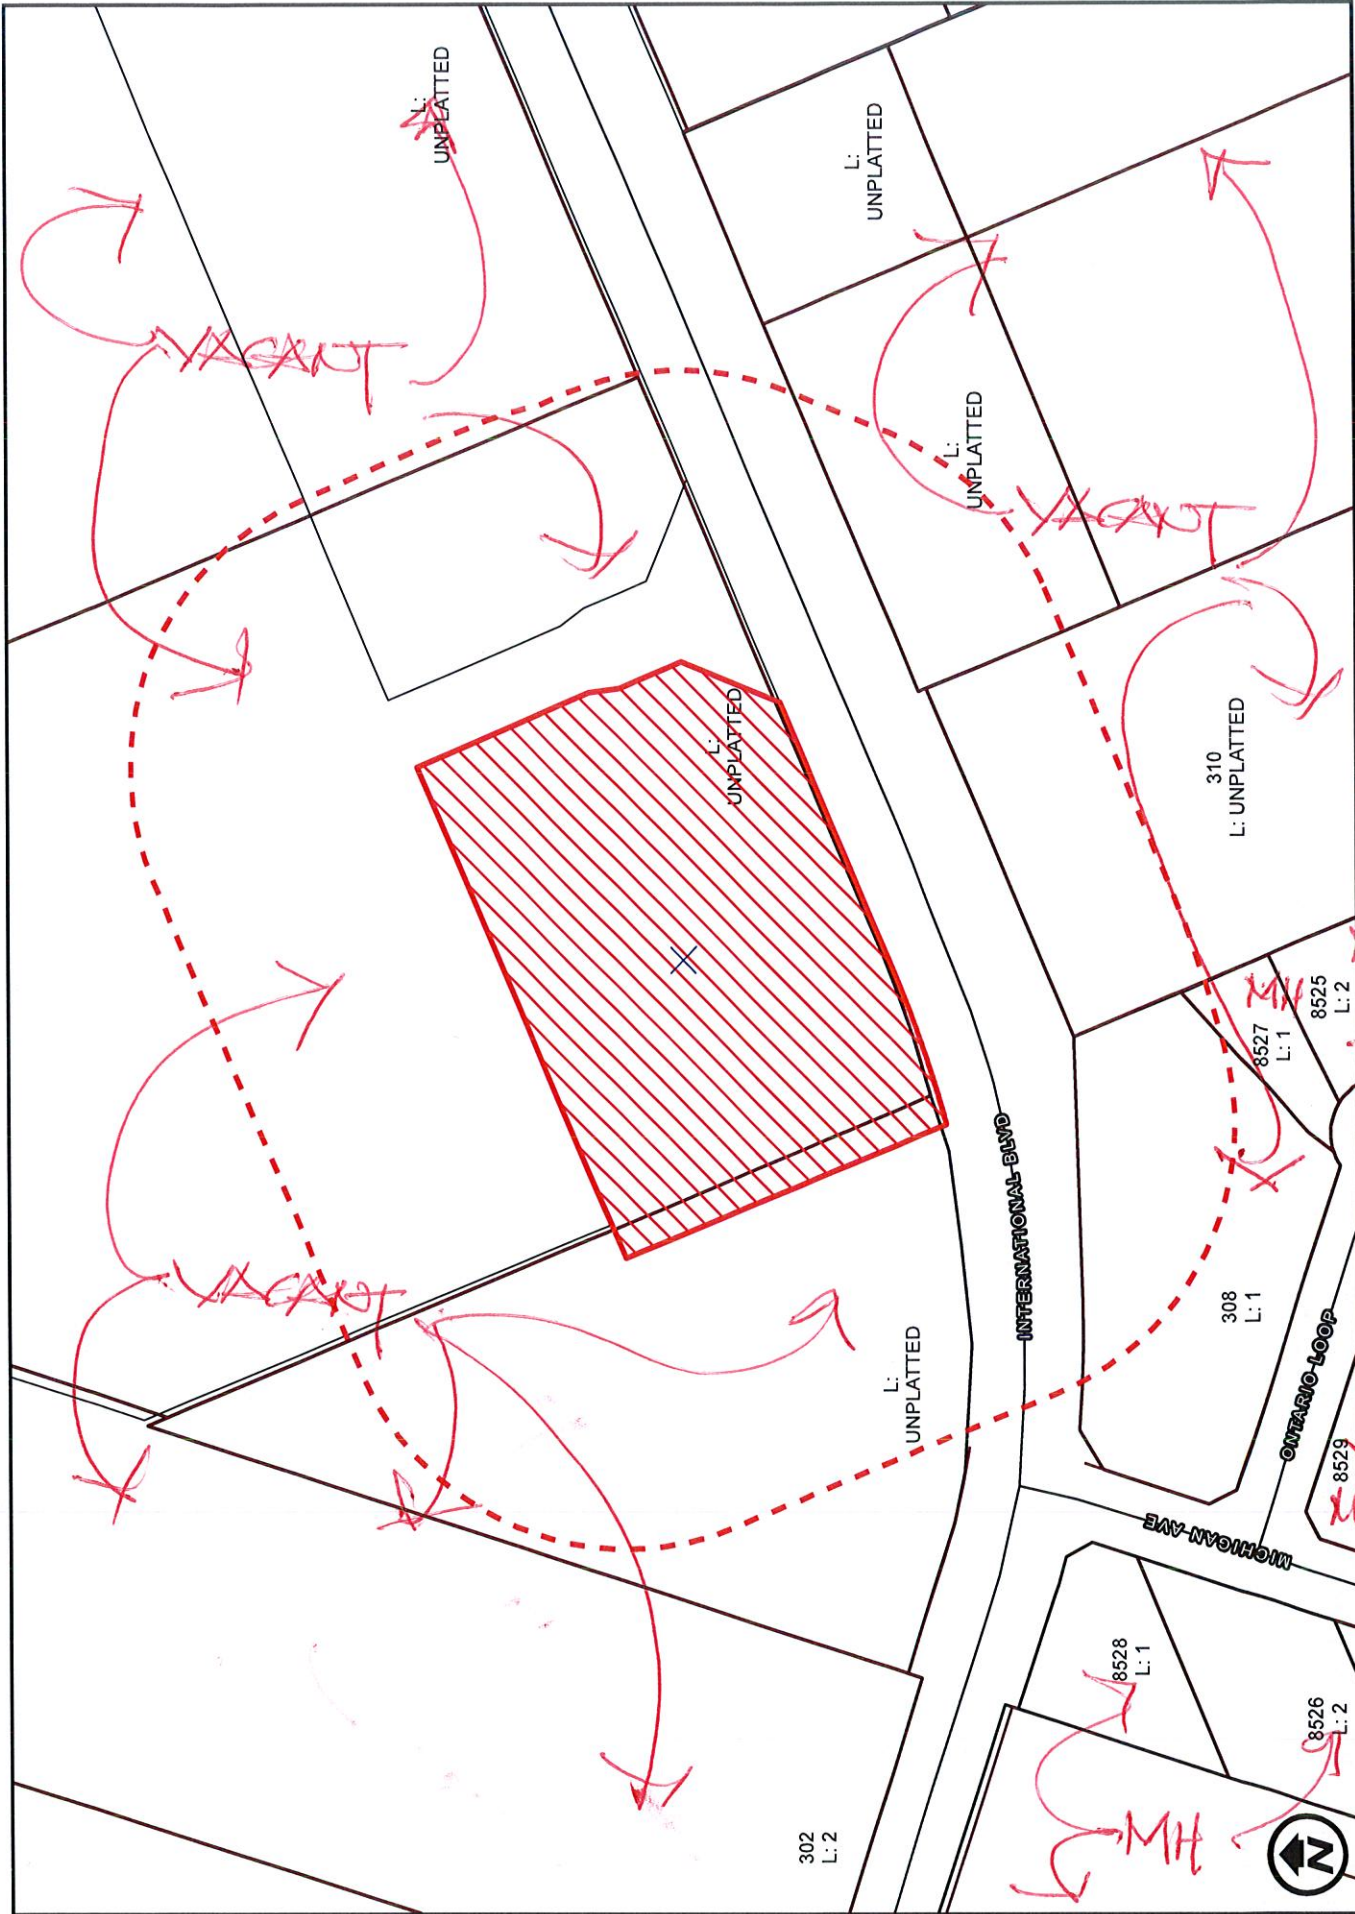 L:
UNPLATTED
VACANT
L:
UNPLATTED
L:
UNPLATTED
VACANT
L:
UNPLATTED
310
L: UNPLATTED
MH
8527
L: 1
8525
L: 2
VACANT
L:
UNPLATTED
INTERNATIONAL BLVD
308
L: 1
ONTARIO LOOP
8529
MICHIGAN AVE
8528
L: 1
8526
L: 2
302
L: 2
MH
N